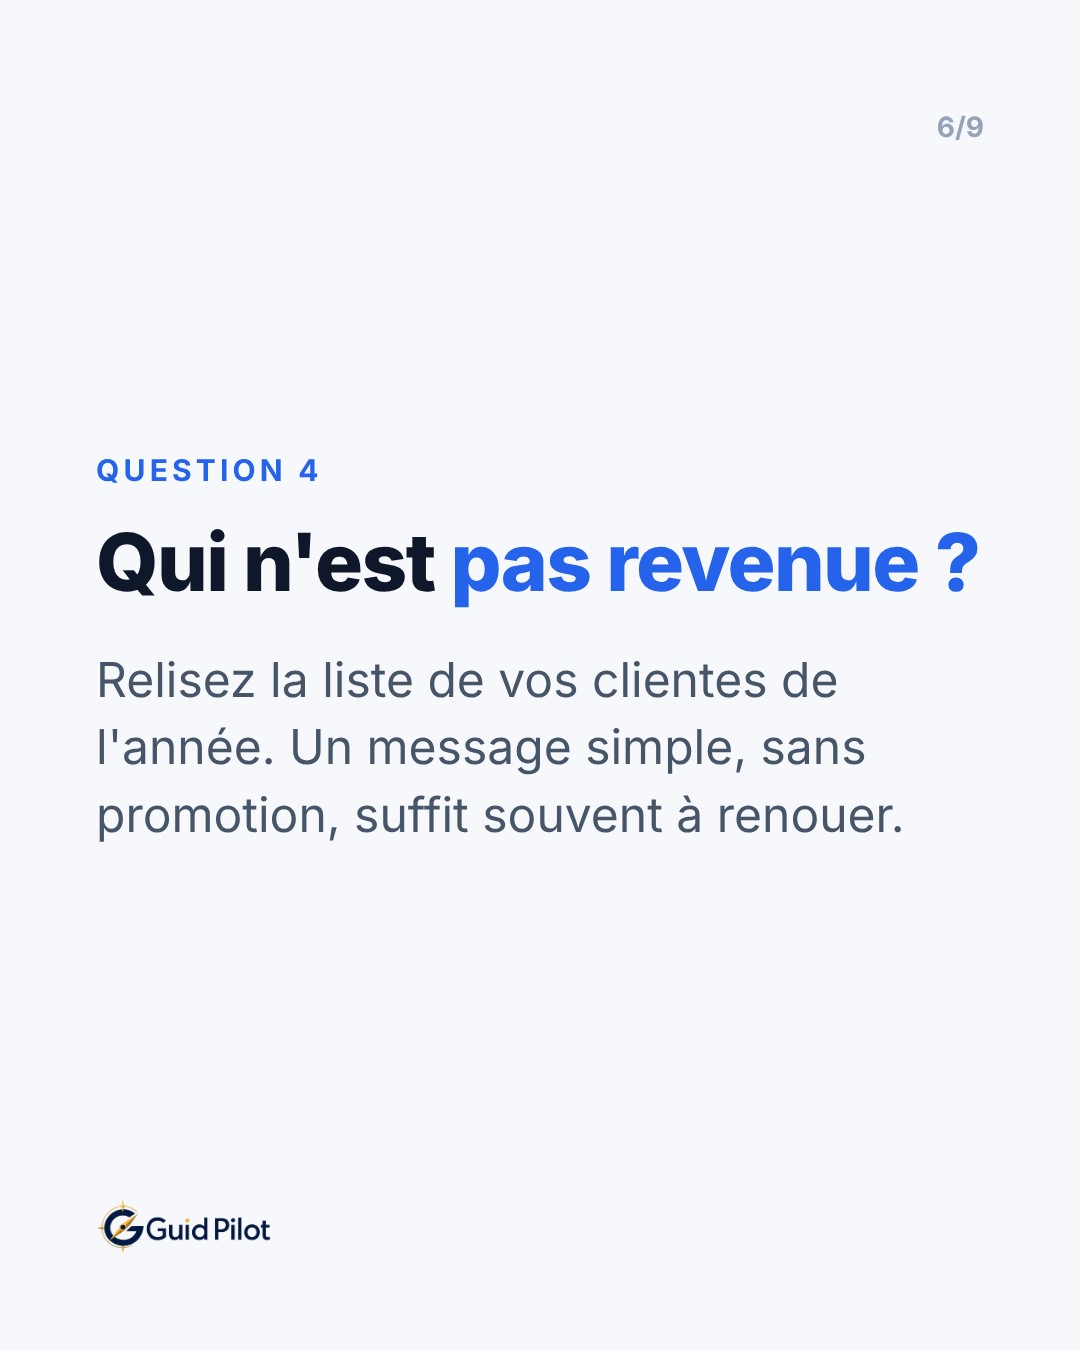 6/9
QUESTION 4
Qui n'est pas revenue ?
Relisez la liste de vos clientes de
l'année. Un message simple, sans
promotion, suffit souvent à renouer.
Guid Pilot